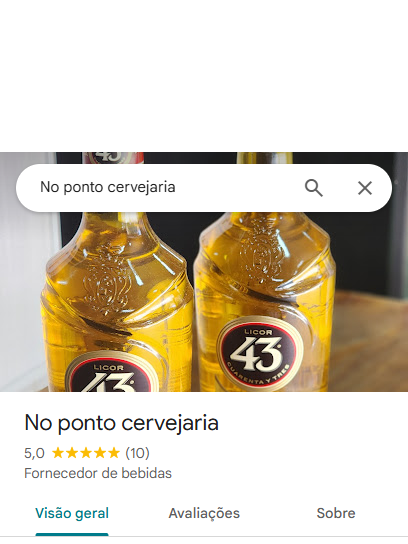 43
No ponto cervejaria
LICOR
43
LICOR
43
CUARENTA Y TRES
No ponto cervejaria
5,0 ★★★★★ (10)
Fornecedor de bebidas
Visão geral Avaliações Sobre